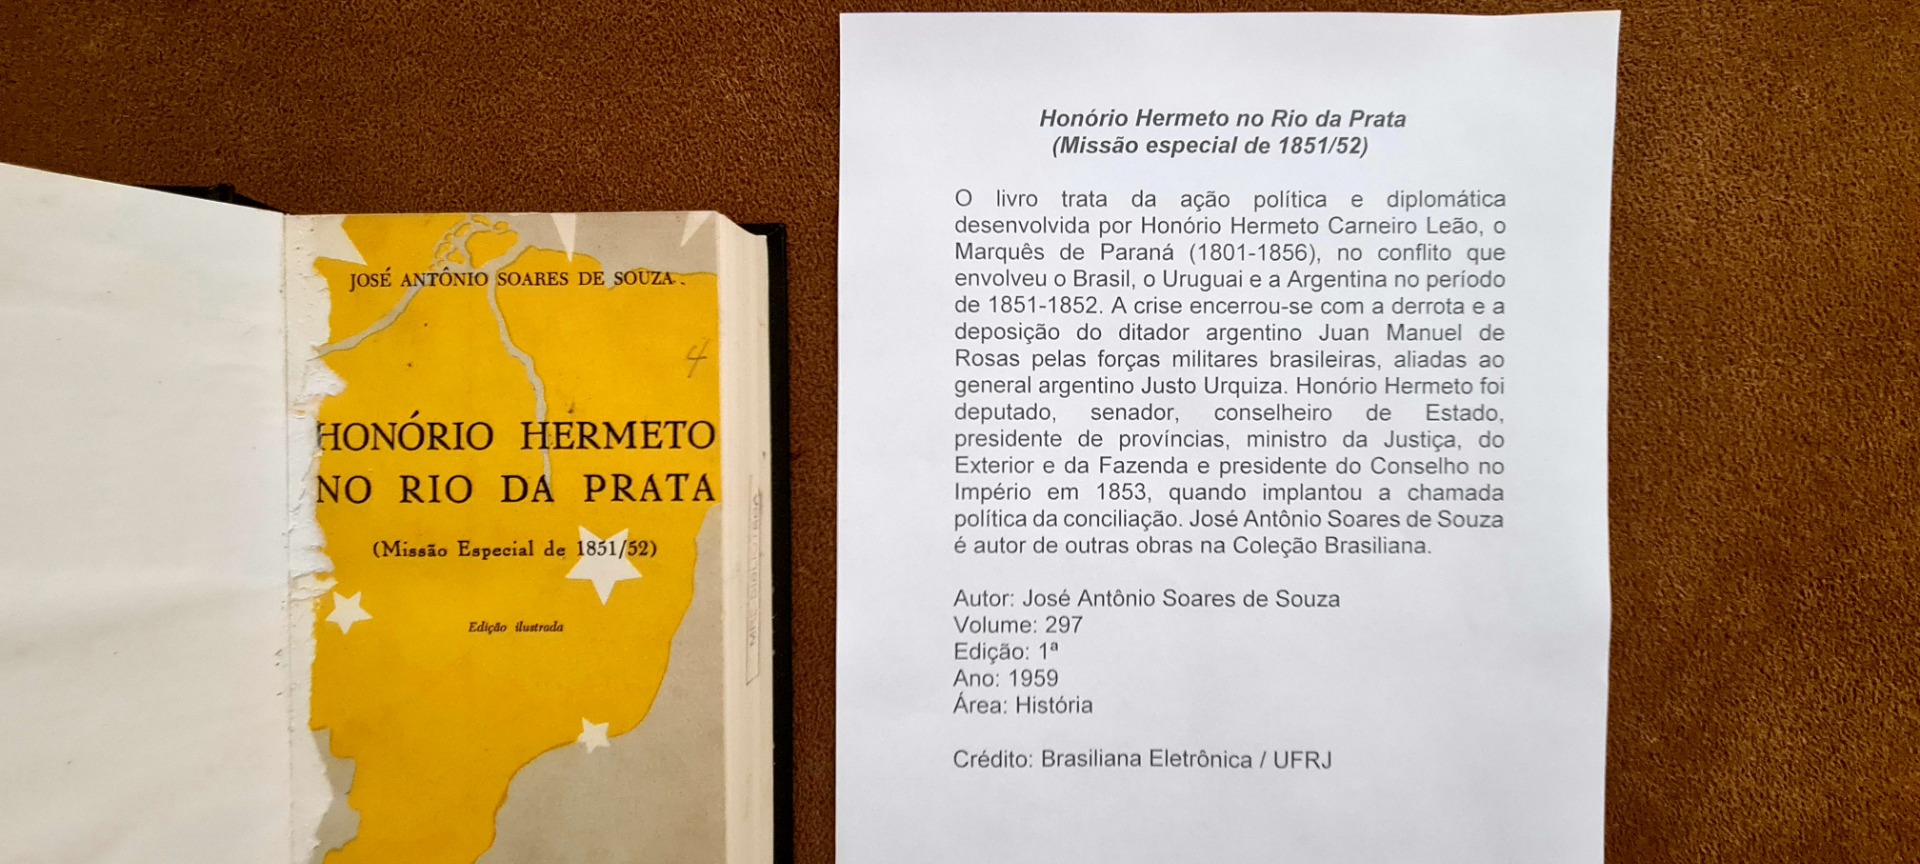 JOSÉ ANTÔNIO SOARES DE SOUZA
4
HONÓRIO HERMETO
NO RIO DA PRATA
(Missão Especial de 1851/52)
Edição ilustrada
Honório Hermeto no Rio da Prata
(Missão especial de 1851/52)
O livro trata da ação política e diplomática
desenvolvida por Honório Hermeto Carneiro Leão, o
Marquês de Paraná (1801-1856), no conflito que
envolveu o Brasil, o Uruguai e a Argentina no período
de 1851-1852. A crise encerrou-se com a derrota e a
deposição do ditador argentino Juan Manuel de
Rosas pelas forças militares brasileiras, aliadas ao
general argentino Justo Urquiza. Honório Hermeto foi
deputado, senador, conselheiro de Estado,
presidente de províncias, ministro da Justiça, do
Exterior e da Fazenda e presidente do Conselho no
Império em 1853, quando implantou a chamada
política da conciliação. José Antônio Soares de Souza
é autor de outras obras na Coleção Brasiliana.
Autor: José Antônio Soares de Souza
Volume: 297
Edição: 1ª
Ano: 1959
Área: História
Crédito: Brasiliana Eletrônica / UFRJ